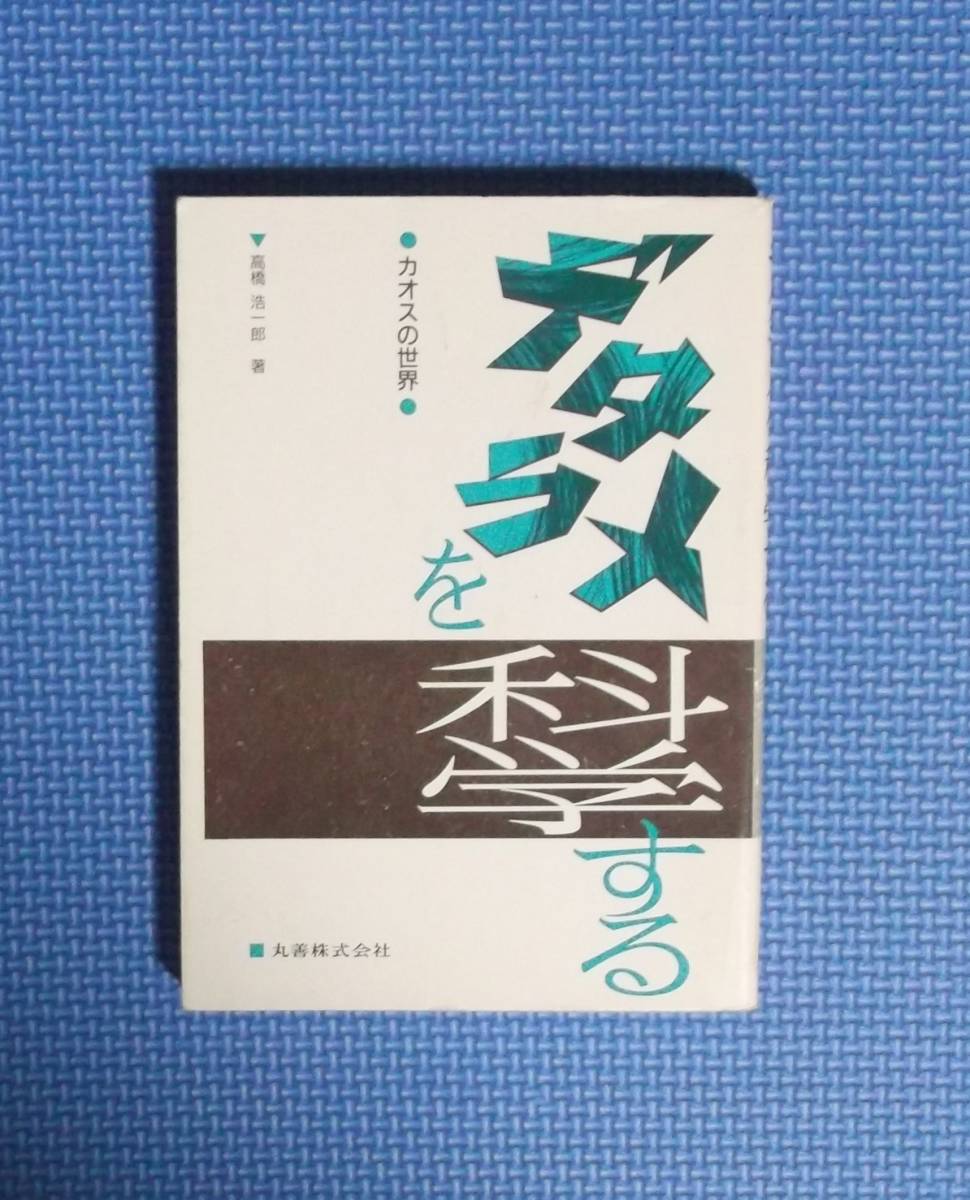 デタラメ
を
科学
する
●カオスの世界●
▼高橋 浩一郎 著
丸善株式会社